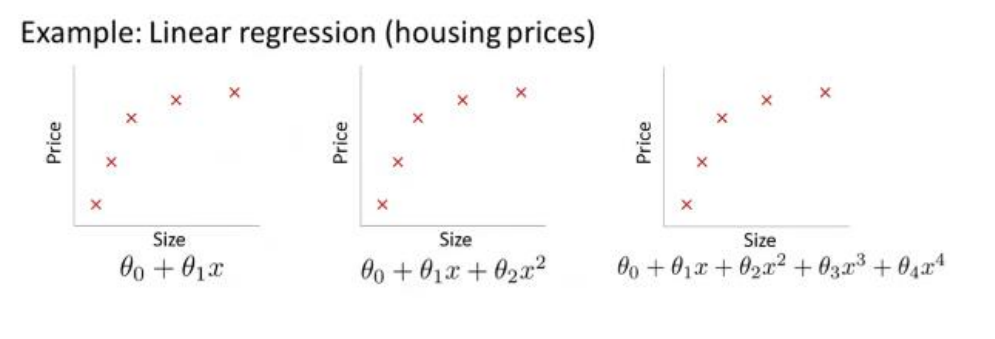 Example: Linear regression (housing prices)
Price
Size
θ₀ + θ₁x
Price
Size
θ₀ + θ₁x + θ₂x²
Price
Size
θ₀ + θ₁x + θ₂x² + θ₃x³ + θ₄x⁴